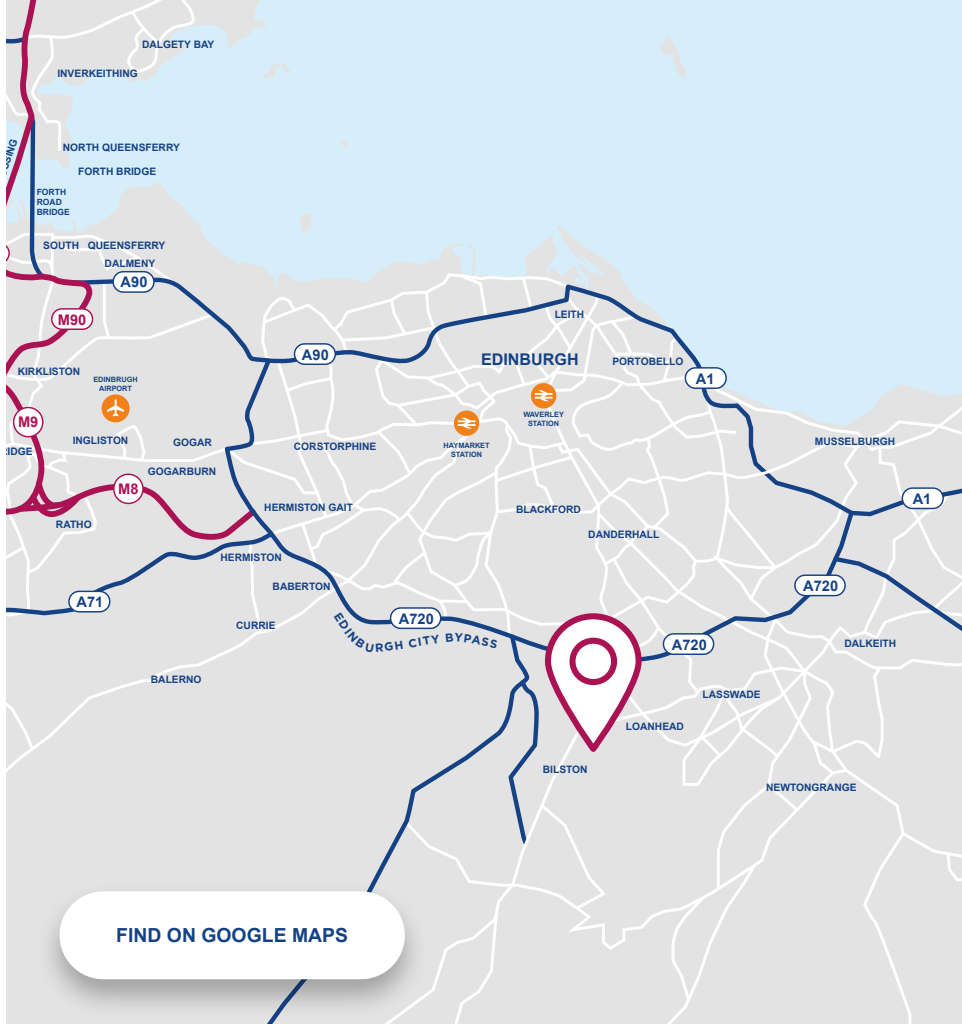 DALGETY BAY
INVERKEITHING
NORTH QUEENSFERRY
FORTH BRIDGE
FORTH
ROAD
BRIDGE
SOUTH QUEENSFERRY
DALMENY
A90
M90
A90
LEITH
EDINBURGH
PORTOBELLO
A1
KIRKLISTON
EDINBRUGH
AIRPORT
WAVERLEY
STATION
M9
INGLISTON
GOGAR
CORSTORPHINE
HAYMARKET
STATION
MUSSELBURGH
GOGARBURN
M8
A1
RATHO
HERMISTON GAIT
BLACKFORD
DANDERHALL
HERMISTON
BABERTON
A720
A71
A720
CURRIE
EDINBURGH CITY BYPASS
A720
DALKEITH
BALERNO
LASSWADE
LOANHEAD
BILSTON
NEWTONGRANGE
FIND ON GOOGLE MAPS